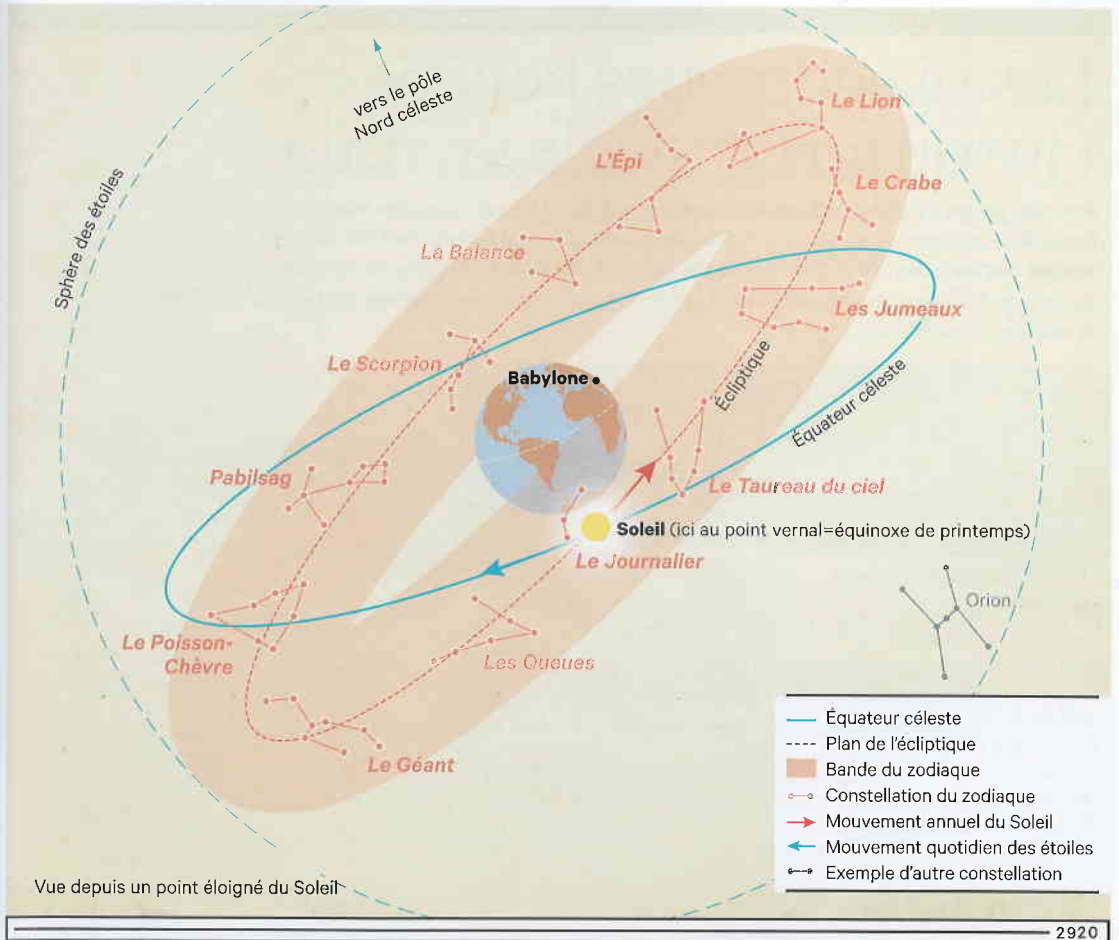 vers le pôle
Nord céleste
Sphère des étoiles
Le Lion
L'Épi
Le Crabe
La Balance
Les Jumeaux
Le Scorpion
Babylone
Écliptique
Équateur céleste
Pabilsag
Le Taureau du ciel
Soleil (ici au point vernal=équinoxe de printemps)
Le Journalier
Orion
Le Poisson-
Chèvre
Les Queues
Le Géant
Équateur céleste
Plan de l'écliptique
Bande du zodiaque
Constellation du zodiaque
Mouvement annuel du Soleil
Mouvement quotidien des étoiles
Exemple d'autre constellation
Vue depuis un point éloigné du Soleil
2920